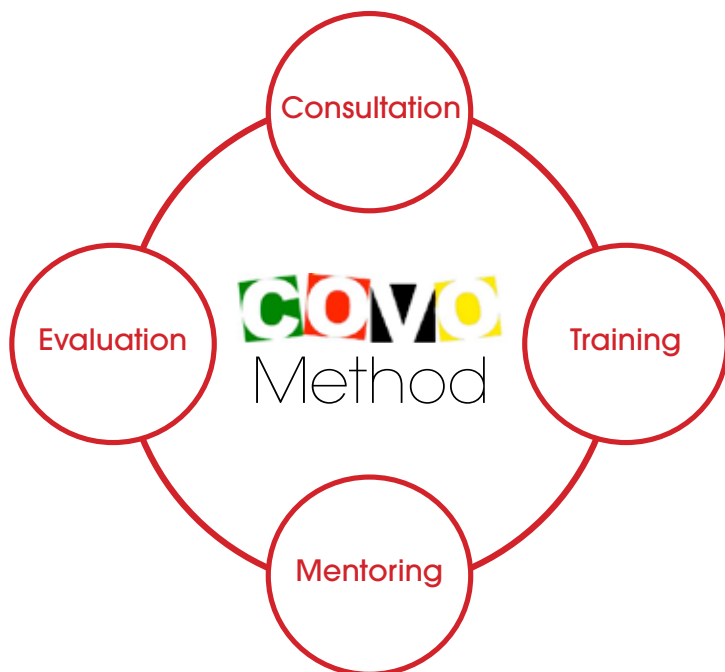 Consultation
Evaluation
covo
Method
Training
Mentoring